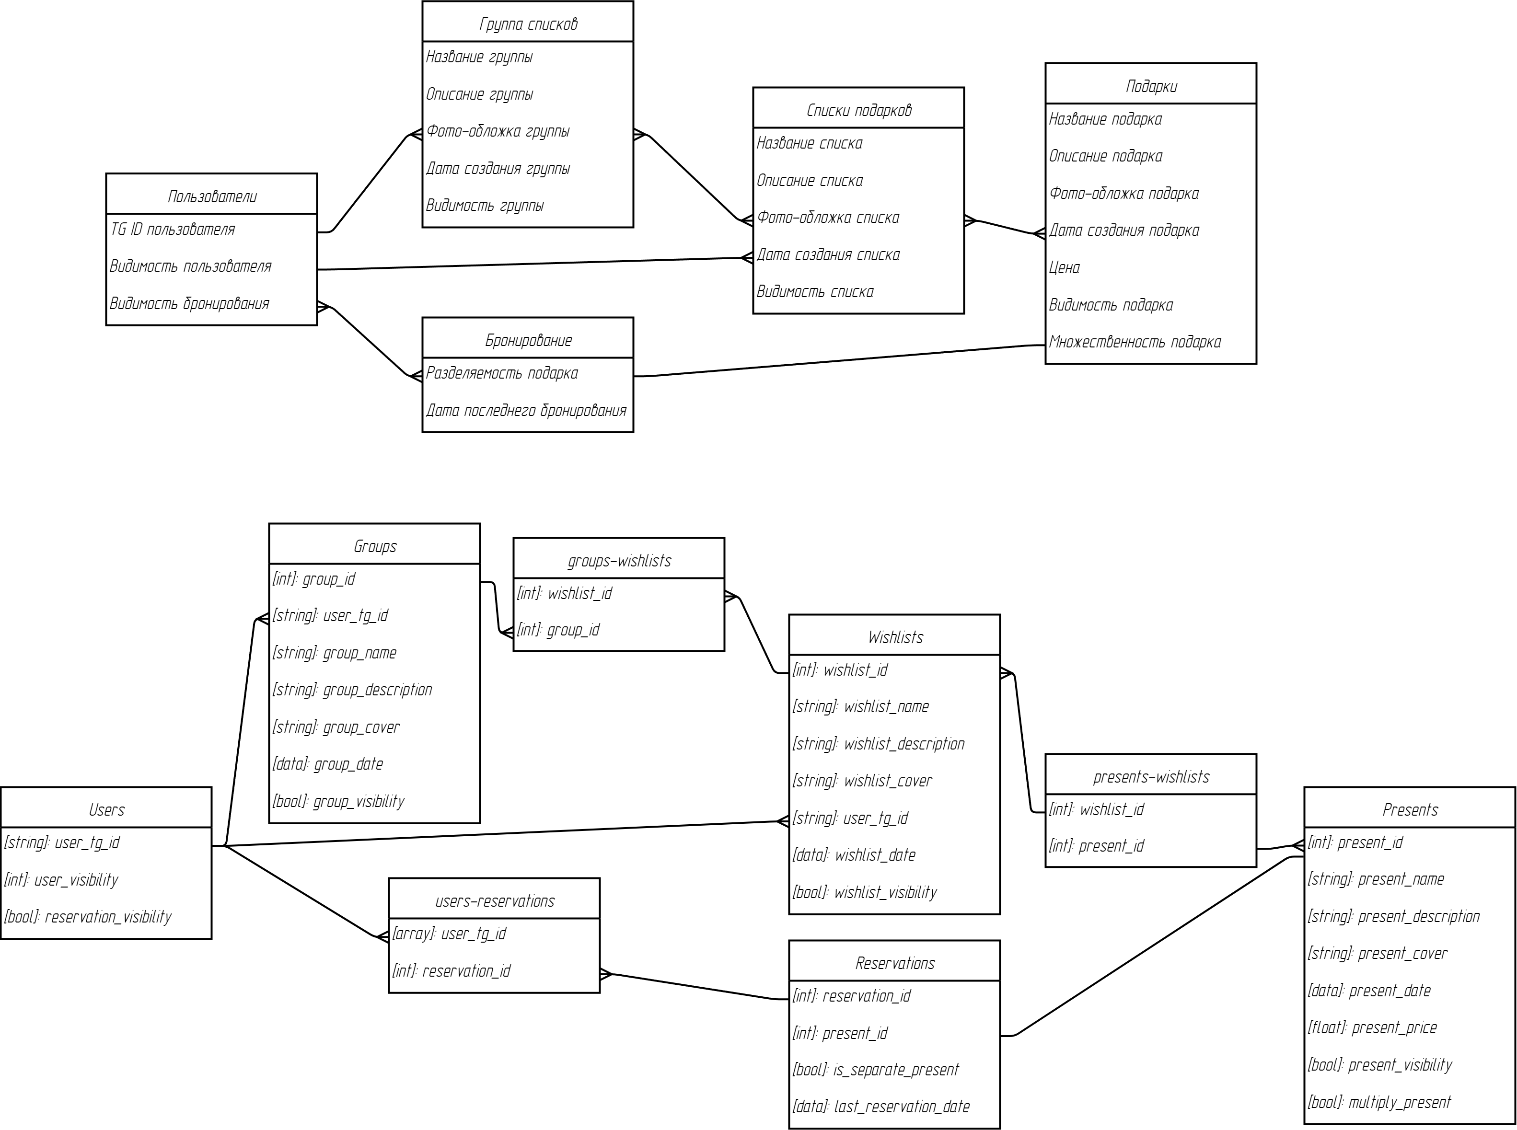 Группа списков
Название группы
Описание группы
Фото-обложка группы
Дата создания группы
Видимость группы
Списки подарков
Название списка
Описание списка
Фото-обложка списка
Дата создания списка
Видимость списка
Подарки
Название подарка
Описание подарка
Фото-обложка подарка
Дата создания подарка
Цена
Видимость подарка
Множественность подарка
Пользователи
TG ID пользователя
Видимость пользователя
Видимость бронирования
Бронирование
Разделяемость подарка
Дата последнего бронирования
Groups
[int]: group_id
[string]: user_tg_id
[string]: group_name
[string]: group_description
[string]: group_cover
[data]: group_date
[bool]: group_visibility
groups-wishlists
[int]: wishlist_id
[int]: group_id
Wishlists
[int]: wishlist_id
[string]: wishlist_name
[string]: wishlist_description
[string]: wishlist_cover
[string]: user_tg_id
[data]: wishlist_date
[bool]: wishlist_visibility
presents-wishlists
[int]: wishlist_id
[int]: present_id
Presents
[int]: present_id
[string]: present_name
[string]: present_description
[string]: present_cover
[data]: present_date
[float]: present_price
[bool]: present_visibility
[bool]: multiply_present
Users
[string]: user_tg_id
[int]: user_visibility
[bool]: reservation_visibility
users-reservations
[array]: user_tg_id
[int]: reservation_id
Reservations
[int]: reservation_id
[int]: present_id
[bool]: is_separate_present
[data]: last_reservation_date